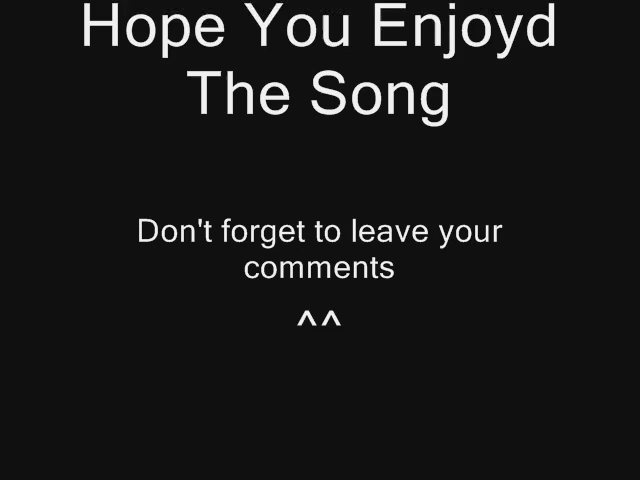 Hope You Enjoyd
The Song
Don't forget to leave your
comments
^^